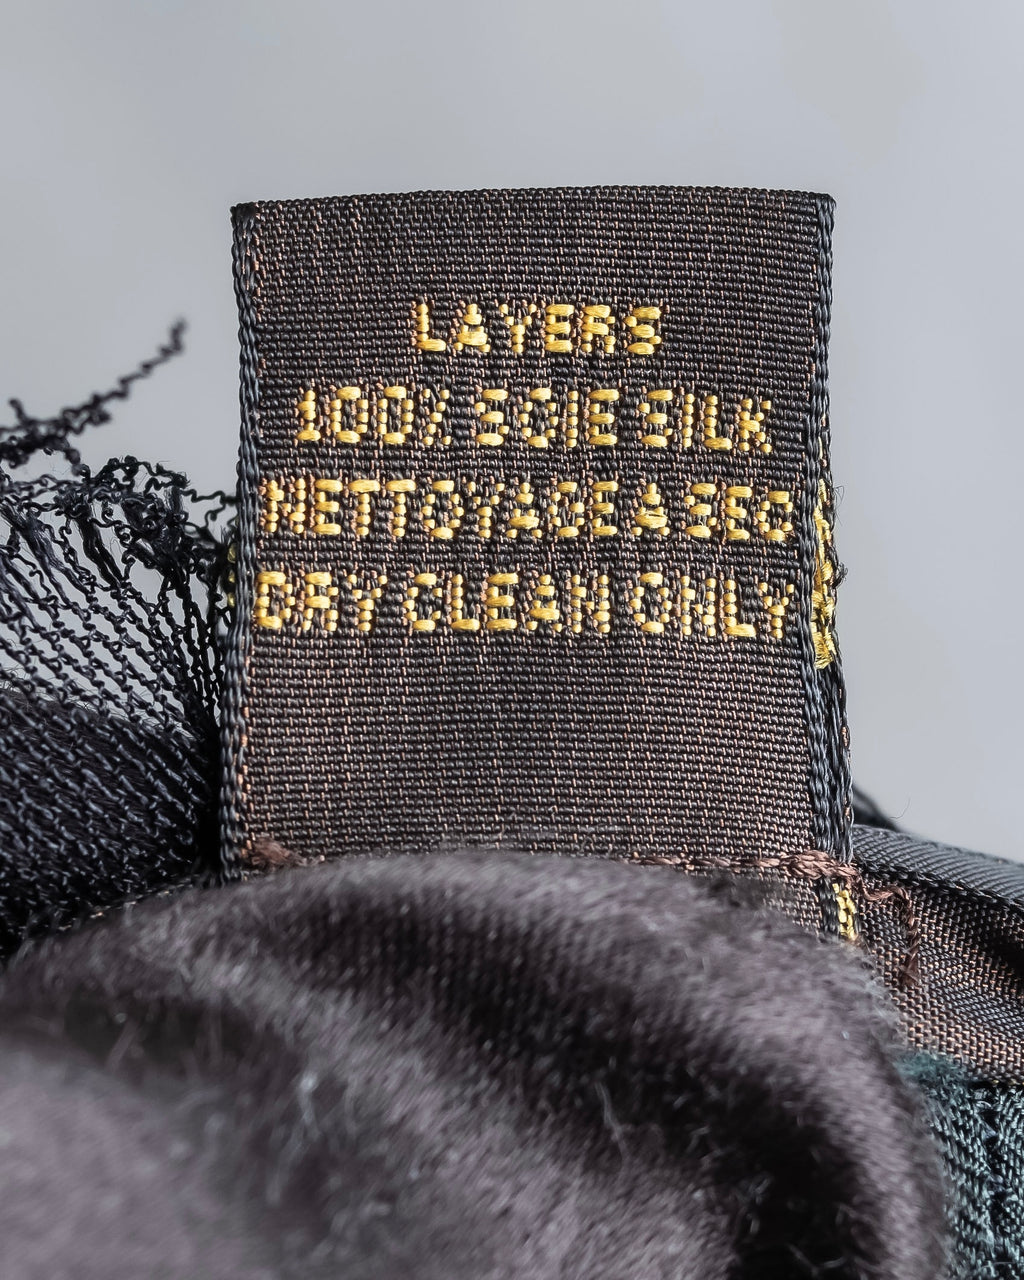 LAYERS
100% SOIE SILK
NETTOYAGE A SEC
DRY CLEAN ONLY